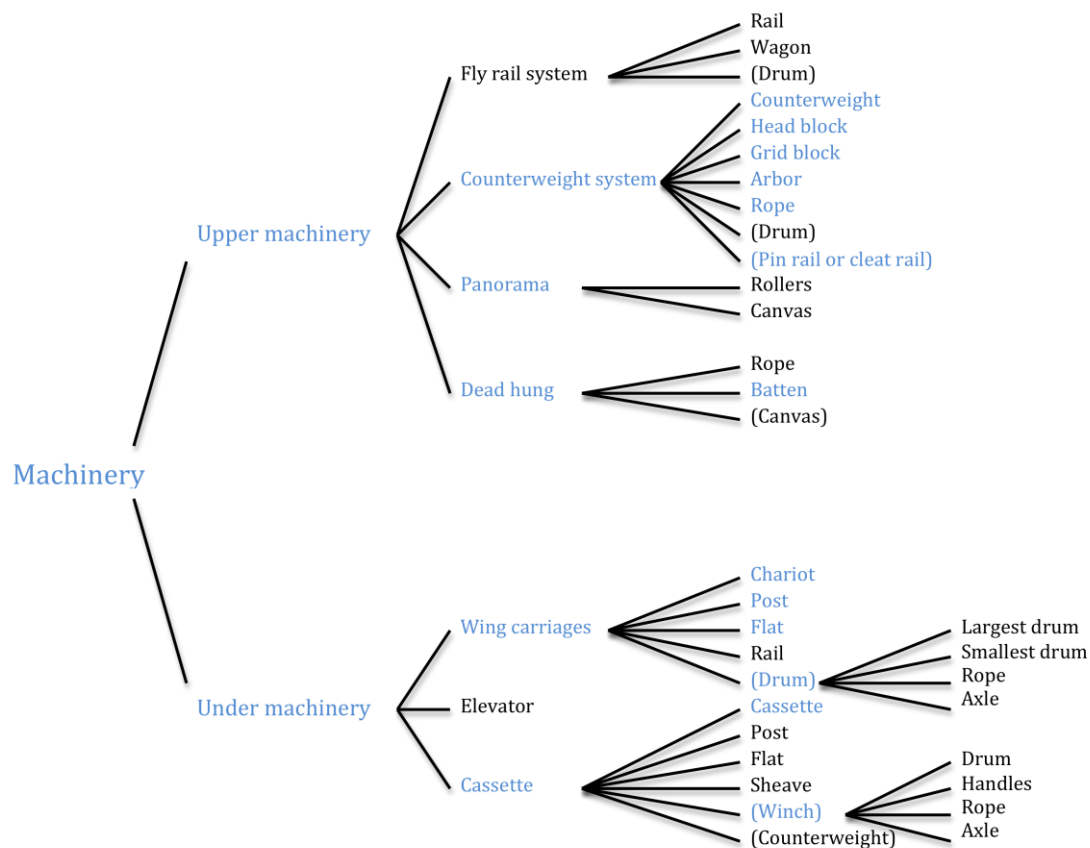 Rail
Wagon
Fly rail system
(Drum)
Counterweight
Head block
Grid block
Counterweight system
Arbor
Rope
Upper machinery
(Drum)
(Pin rail or cleat rail)
Panorama
Rollers
Canvas
Rope
Dead hung
Batten
(Canvas)
Machinery
Chariot
Post
Wing carriages
Flat
Largest drum
Rail
Smallest drum
(Drum)
Rope
Under machinery
Elevator
Cassette
Axle
Post
Flat
Drum
Cassette
Sheave
Handles
(Winch)
Rope
(Counterweight)
Axle